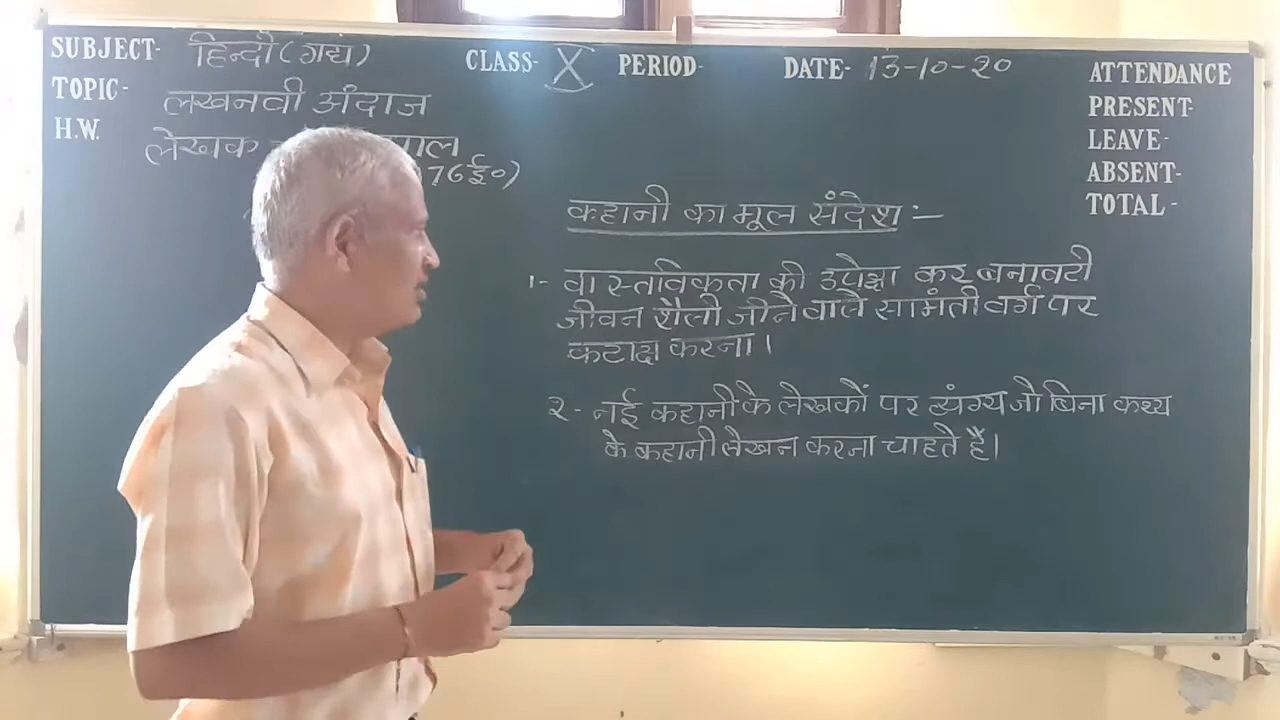 SUBJECT- हिन्दी (गद्य) CLASS- X PERIOD- DATE- 13-10-20
TOPIC- लखनवी अंदाज
H.W.
लेखक
76ई०)
ATTENDANCE
PRESENT-
LEAVE-
ABSENT-
TOTAL-
कहानी का मूल संदेश :-
1- वास्तविकता की उपेक्षा कर बनावटी
जीवन शैली जीने वाले सामंती वर्ग पर
कटाक्ष करना।
2- नई कहानी के लेखकों पर व्यंग्य जो बिना कथ्य
के कहानी लेखन करना चाहते हैं।